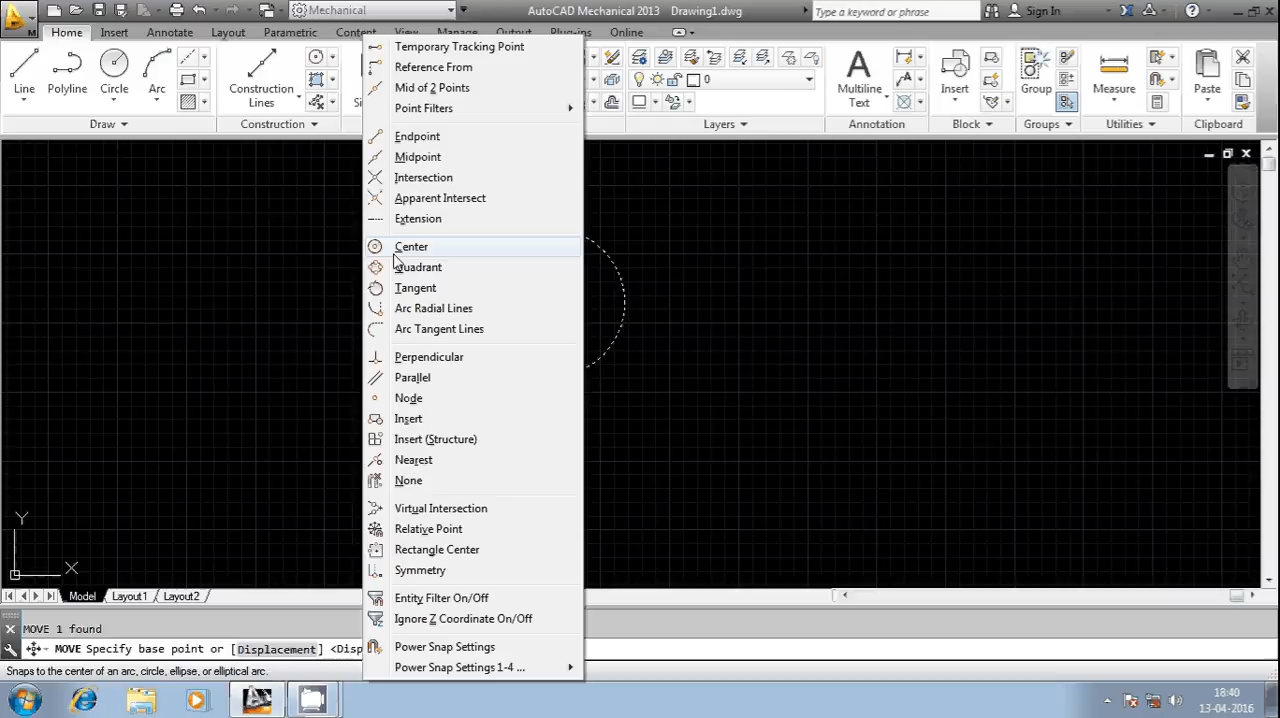 Mechanical
AutoCAD Mechanical 2013 Drawing1.dwg
Type a keyword or phrase
Sign In
M
Home Insert Annotate Layout Parametric Content View Manage Output Plug-ins Online
Line Polyline Circle Arc
Construction
Lines
0
Multiline
Text
Insert
Group
Measure
Paste
Draw
Construction
Layers
Annotation
Block
Groups
Utilities
Clipboard
Temporary Tracking Point
Reference From
Mid of 2 Points
Point Filters
Endpoint
Midpoint
Intersection
Apparent Intersect
Extension
Center
Quadrant
Tangent
Arc Radial Lines
Arc Tangent Lines
Perpendicular
Parallel
Node
Insert
Insert (Structure)
Nearest
None
Virtual Intersection
Relative Point
Rectangle Center
Symmetry
Entity Filter On/Off
Ignore Z Coordinate On/Off
Power Snap Settings
Power Snap Settings 1-4 ...
Y
X
Model Layout1 Layout2
MOVE 1 found
MOVE Specify base point or [Displacement] <Disp
Snaps to the center of an arc, circle, ellipse, or elliptical arc.
18:40
13-04-2016